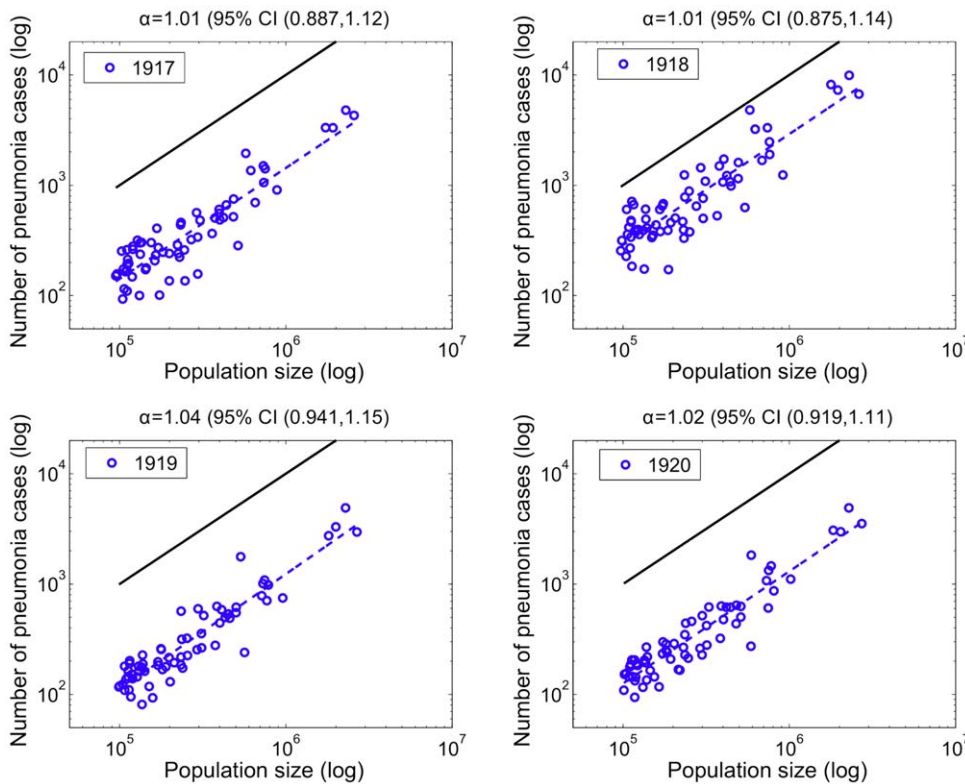 α=1.01 (95% CI (0.887,1.12)
Number of pneumonia cases (log)
1917
10^4
10^3
10^2
10^5 10^6 10^7
Population size (log)
α=1.01 (95% CI (0.875,1.14)
Number of pneumonia cases (log)
1918
10^4
10^3
10^2
10^5 10^6 10^7
Population size (log)
α=1.04 (95% CI (0.941,1.15)
Number of pneumonia cases (log)
1919
10^4
10^3
10^2
10^5 10^6 10^7
Population size (log)
α=1.02 (95% CI (0.919,1.11)
Number of pneumonia cases (log)
1920
10^4
10^3
10^2
10^5 10^6 10^7
Population size (log)